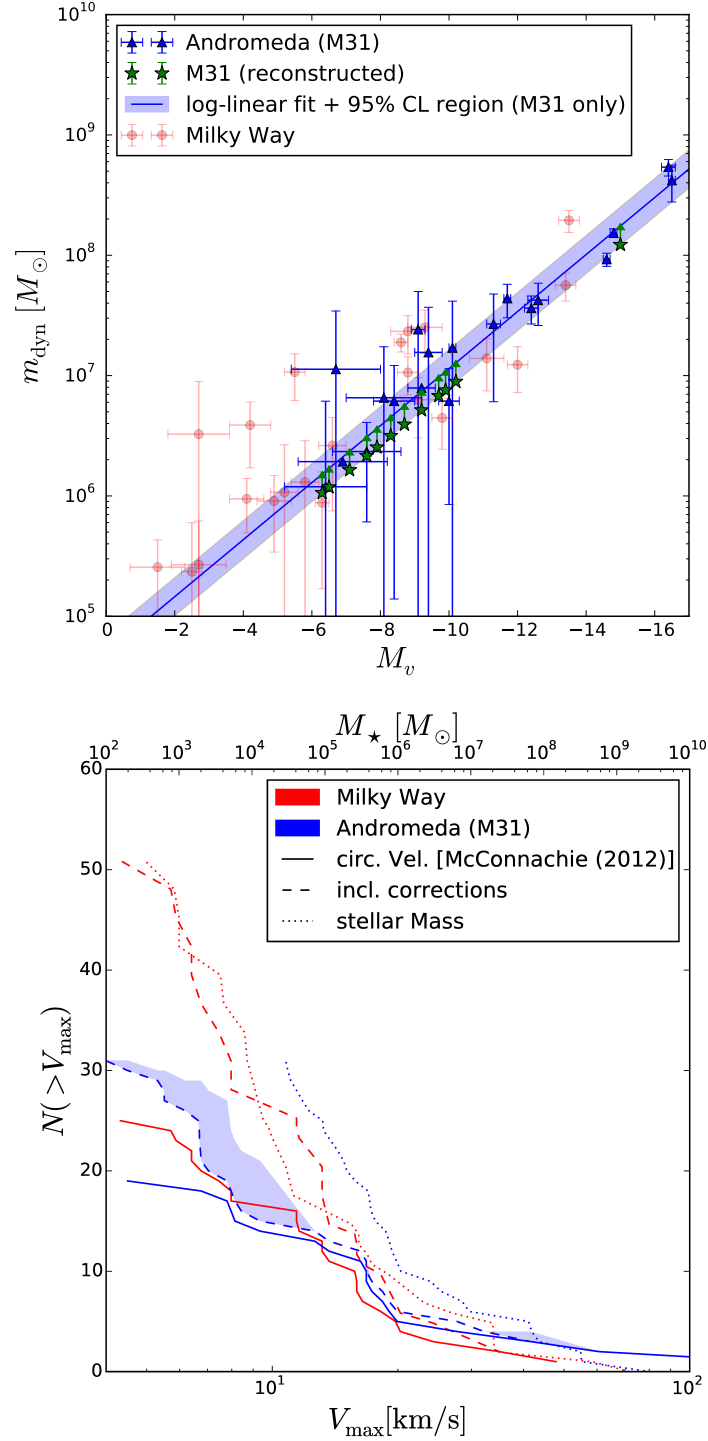 10^10
10^9
10^8
10^7
10^6
10^5
m_dyn [M_⊙]
Andromeda (M31)
M31 (reconstructed)
log-linear fit + 95% CL region (M31 only)
Milky Way
0 −2 −4 −6 −8 −10 −12 −14 −16
M_v
M_★ [M_⊙]
10^2 10^3 10^4 10^5 10^6 10^7 10^8 10^9 10^10
60
50
40
30
20
10
0
N(>V_max)
Milky Way
Andromeda (M31)
circ. Vel. [McConnachie (2012)]
incl. corrections
stellar Mass
10^1 10^2
V_max[km/s]